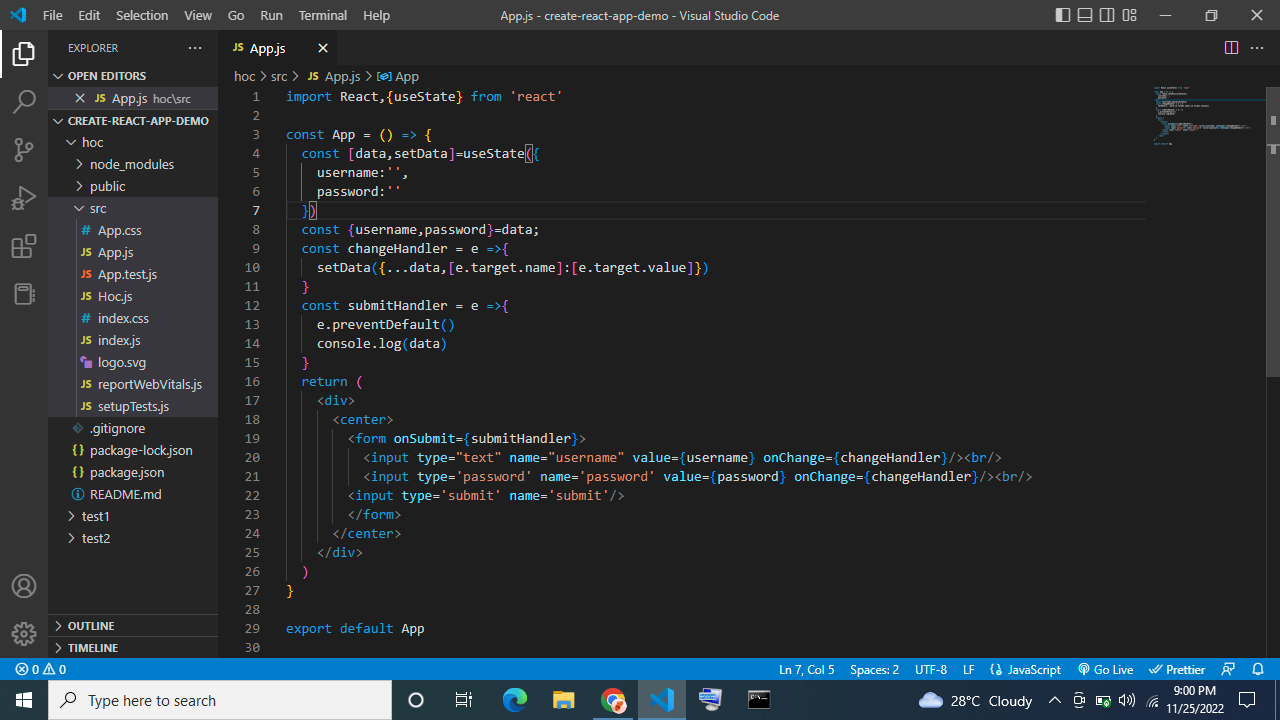 File Edit Selection View Go Run Terminal Help App.js - create-react-app-demo - Visual Studio Code
EXPLORER
OPEN EDITORS
App.js hoc\src
CREATE-REACT-APP-DEMO
hoc
node_modules
public
src
# App.css
JS App.js
JS App.test.js
JS Hoc.js
# index.css
JS index.js
logo.svg
JS reportWebVitals.js
JS setupTests.js
.gitignore
{} package-lock.json
{} package.json
README.md
test1
test2
OUTLINE
TIMELINE
JS App.js
hoc > src > JS App.js > App
1 import React,{useState} from 'react'
2
3 const App = () => {
4 const [data,setData]=useState({
5 username:'',
6 password:''
7 })
8 const {username,password}=data;
9 const changeHandler = e =>{
10 setData({...data,[e.target.name]:[e.target.value]})
11 }
12 const submitHandler = e =>{
13 e.preventDefault()
14 console.log(data)
15 }
16 return (
17 <div>
18 <center>
19 <form onSubmit={submitHandler}>
20 <input type="text" name="username" value={username} onChange={changeHandler}/><br/>
21 <input type='password' name='password' value={password} onChange={changeHandler}/><br/>
22 <input type='submit' name='submit'/>
23 </form>
24 </center>
25 </div>
26 )
27 }
28
29 export default App
30
0 0 Ln 7, Col 5 Spaces: 2 UTF-8 LF {} JavaScript Go Live Prettier
Type here to search
28°C Cloudy
9:00 PM
11/25/2022